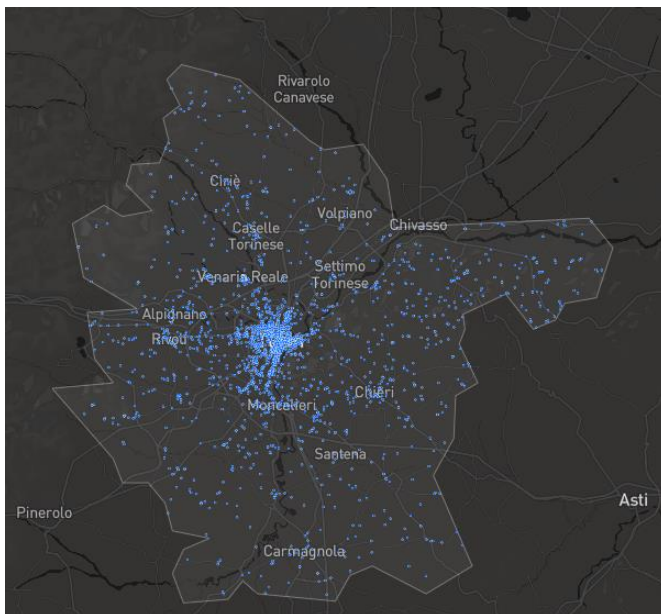 Rivarolo
Canavese
Ciriè
Volpiano
Caselle
Torinese
Chivasso
Venaria Reale
Settimo
Torinese
Alpignano
Rivoli
Moncalieri
Chieri
Santena
Asti
Pinerolo
Carmagnola